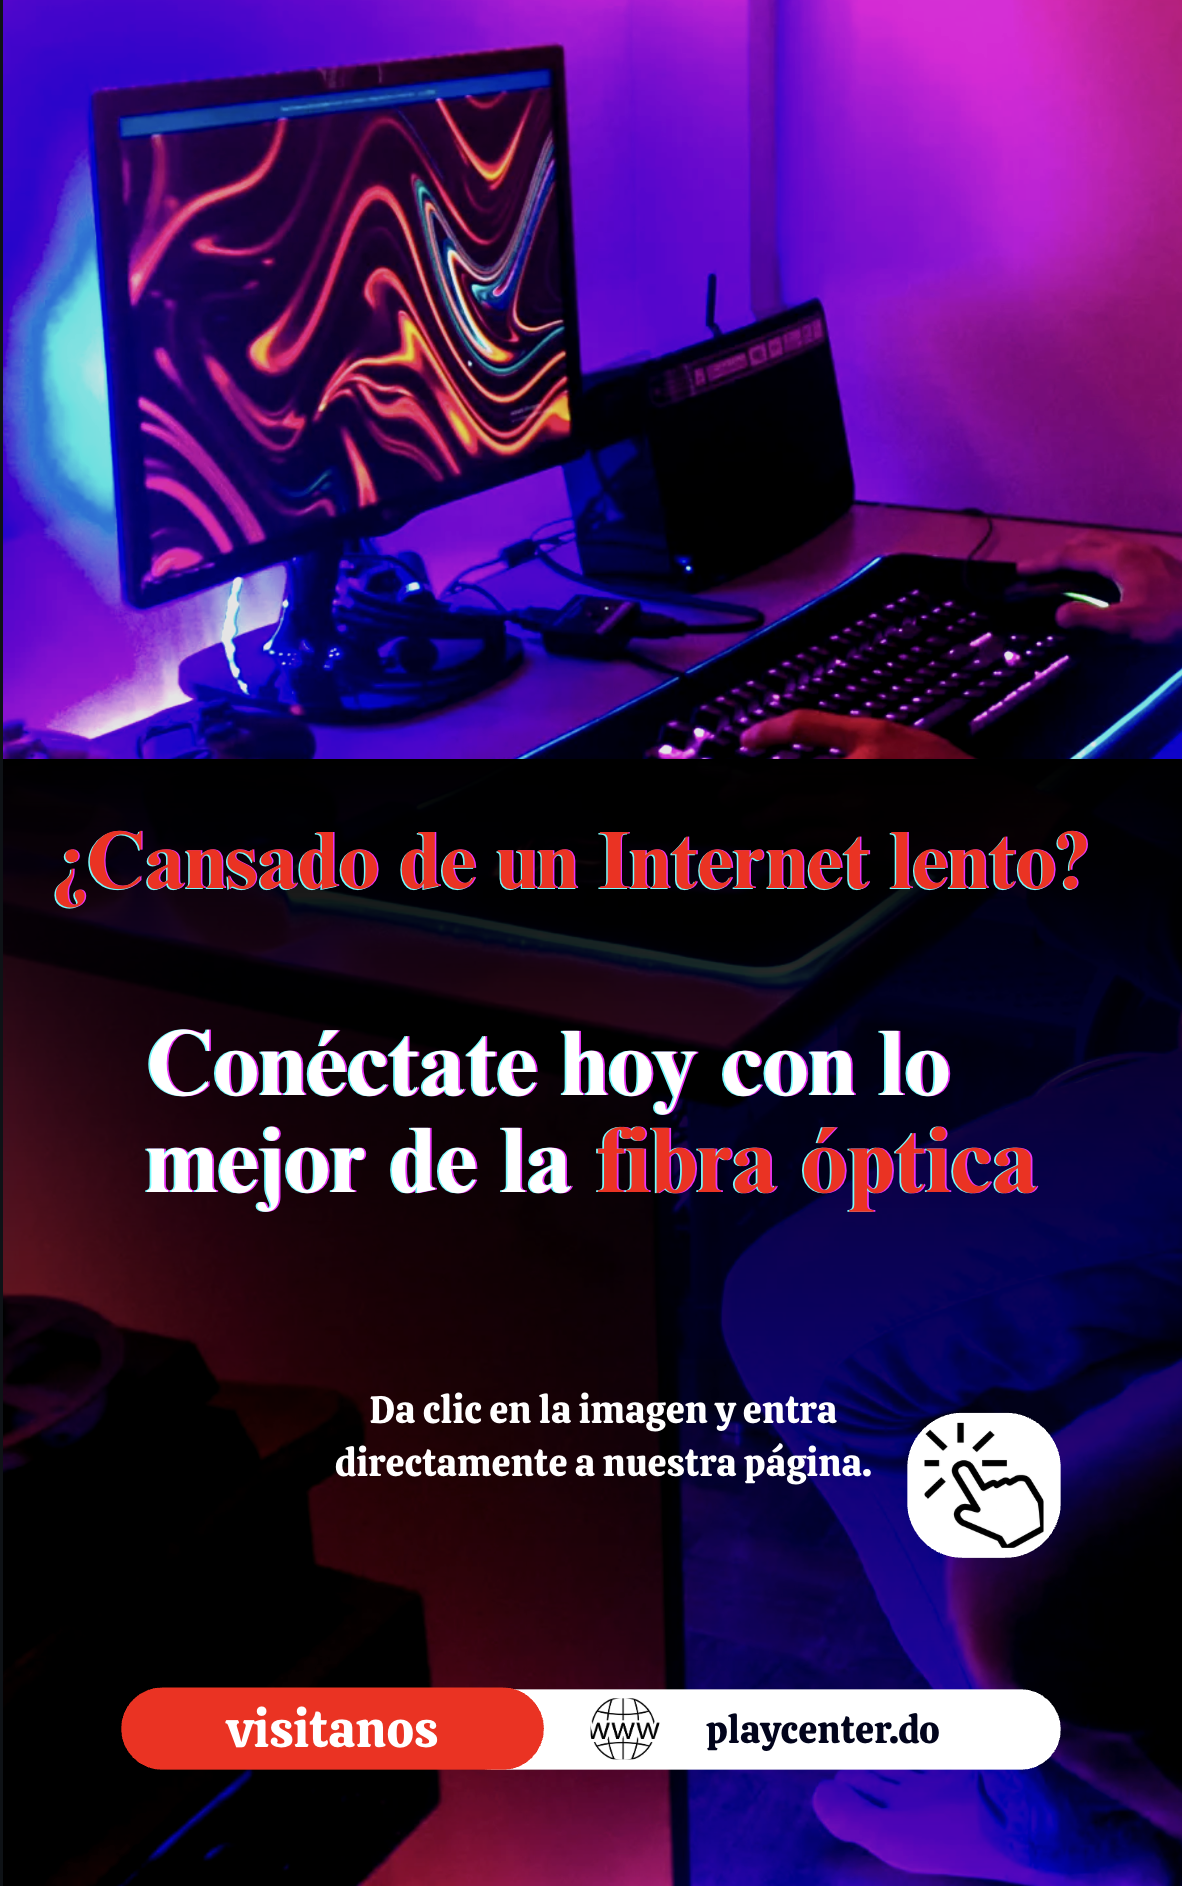 ¿Cansado de un Internet lento?
Conéctate hoy con lo
mejor de la fibra óptica
Da clic en la imagen y entra
directamente a nuestra página.
visitanos
www
playcenter.do